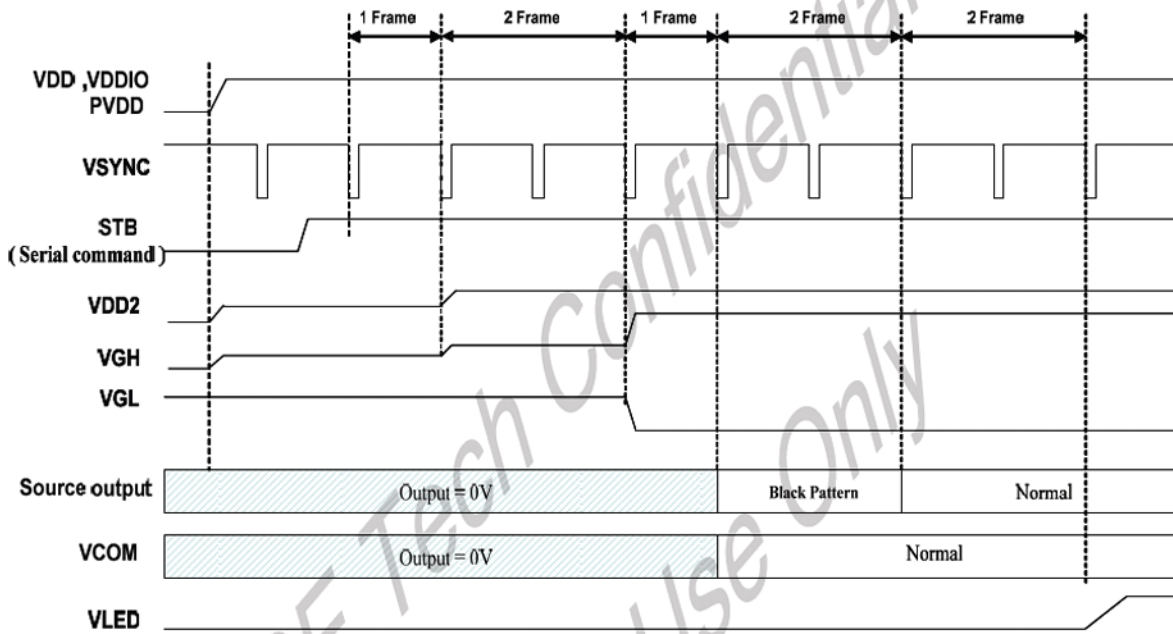 1 Frame 2 Frame 1 Frame 2 Frame 2 Frame
VDD ,VDDIO
PVDD
VSYNC
STB
( Serial command )
VDD2
VGH
VGL
Source output Output = 0V Black Pattern Normal
VCOM Output = 0V Normal
VLED
Tech Confidential
Use Only